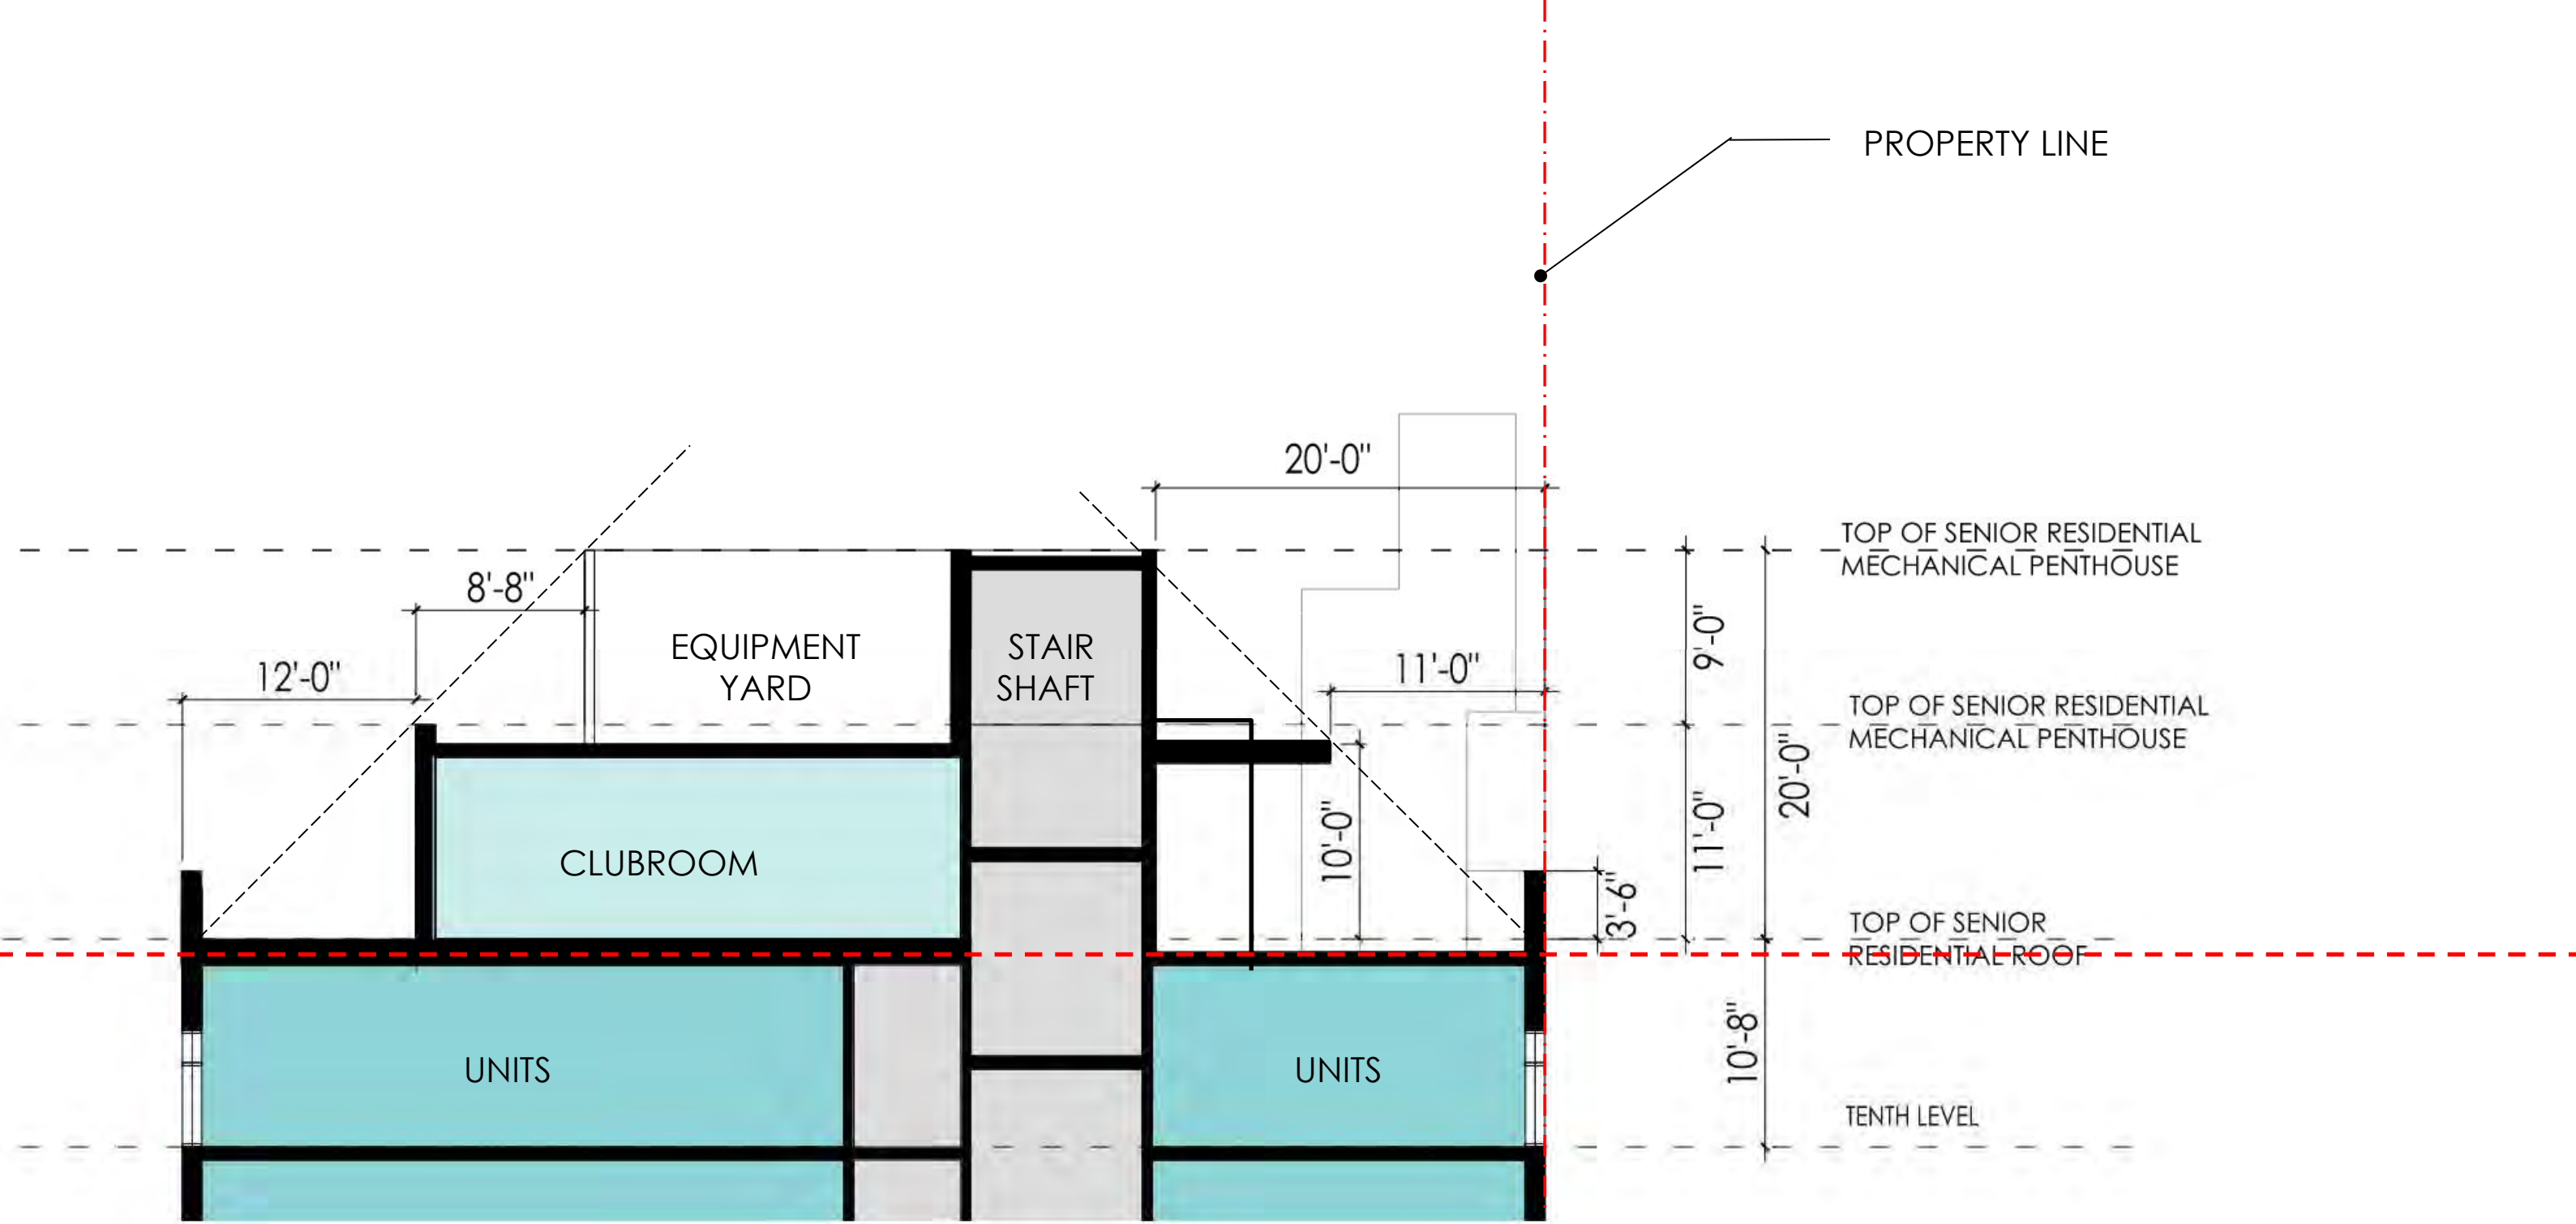 PROPERTY LINE
20'-0"
TOP OF SENIOR RESIDENTIAL
MECHANICAL PENTHOUSE
8'-8"
EQUIPMENT
YARD
STAIR
SHAFT
9'-0"
12'-0"
11'-0"
TOP OF SENIOR RESIDENTIAL
MECHANICAL PENTHOUSE
20'-0"
CLUBROOM
10'-0"
11'-0"
3'-6"
TOP OF SENIOR
RESIDENTIAL ROOF
UNITS
UNITS
10'-8"
TENTH LEVEL